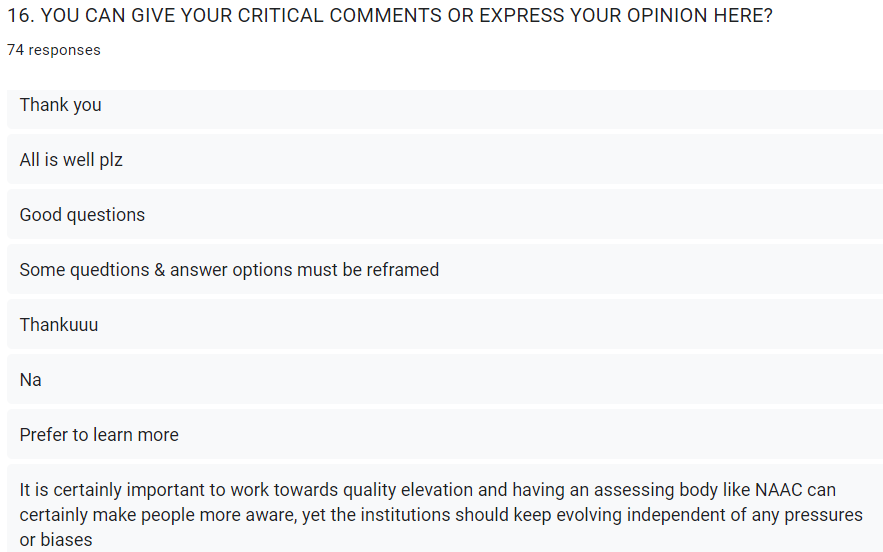 16. YOU CAN GIVE YOUR CRITICAL COMMENTS OR EXPRESS YOUR OPINION HERE?
74 responses
Thank you
All is well plz
Good questions
Some quedtions & answer options must be reframed
Thankuuu
Na
Prefer to learn more
It is certainly important to work towards quality elevation and having an assessing body like NAAC can
certainly make people more aware, yet the institutions should keep evolving independent of any pressures
or biases